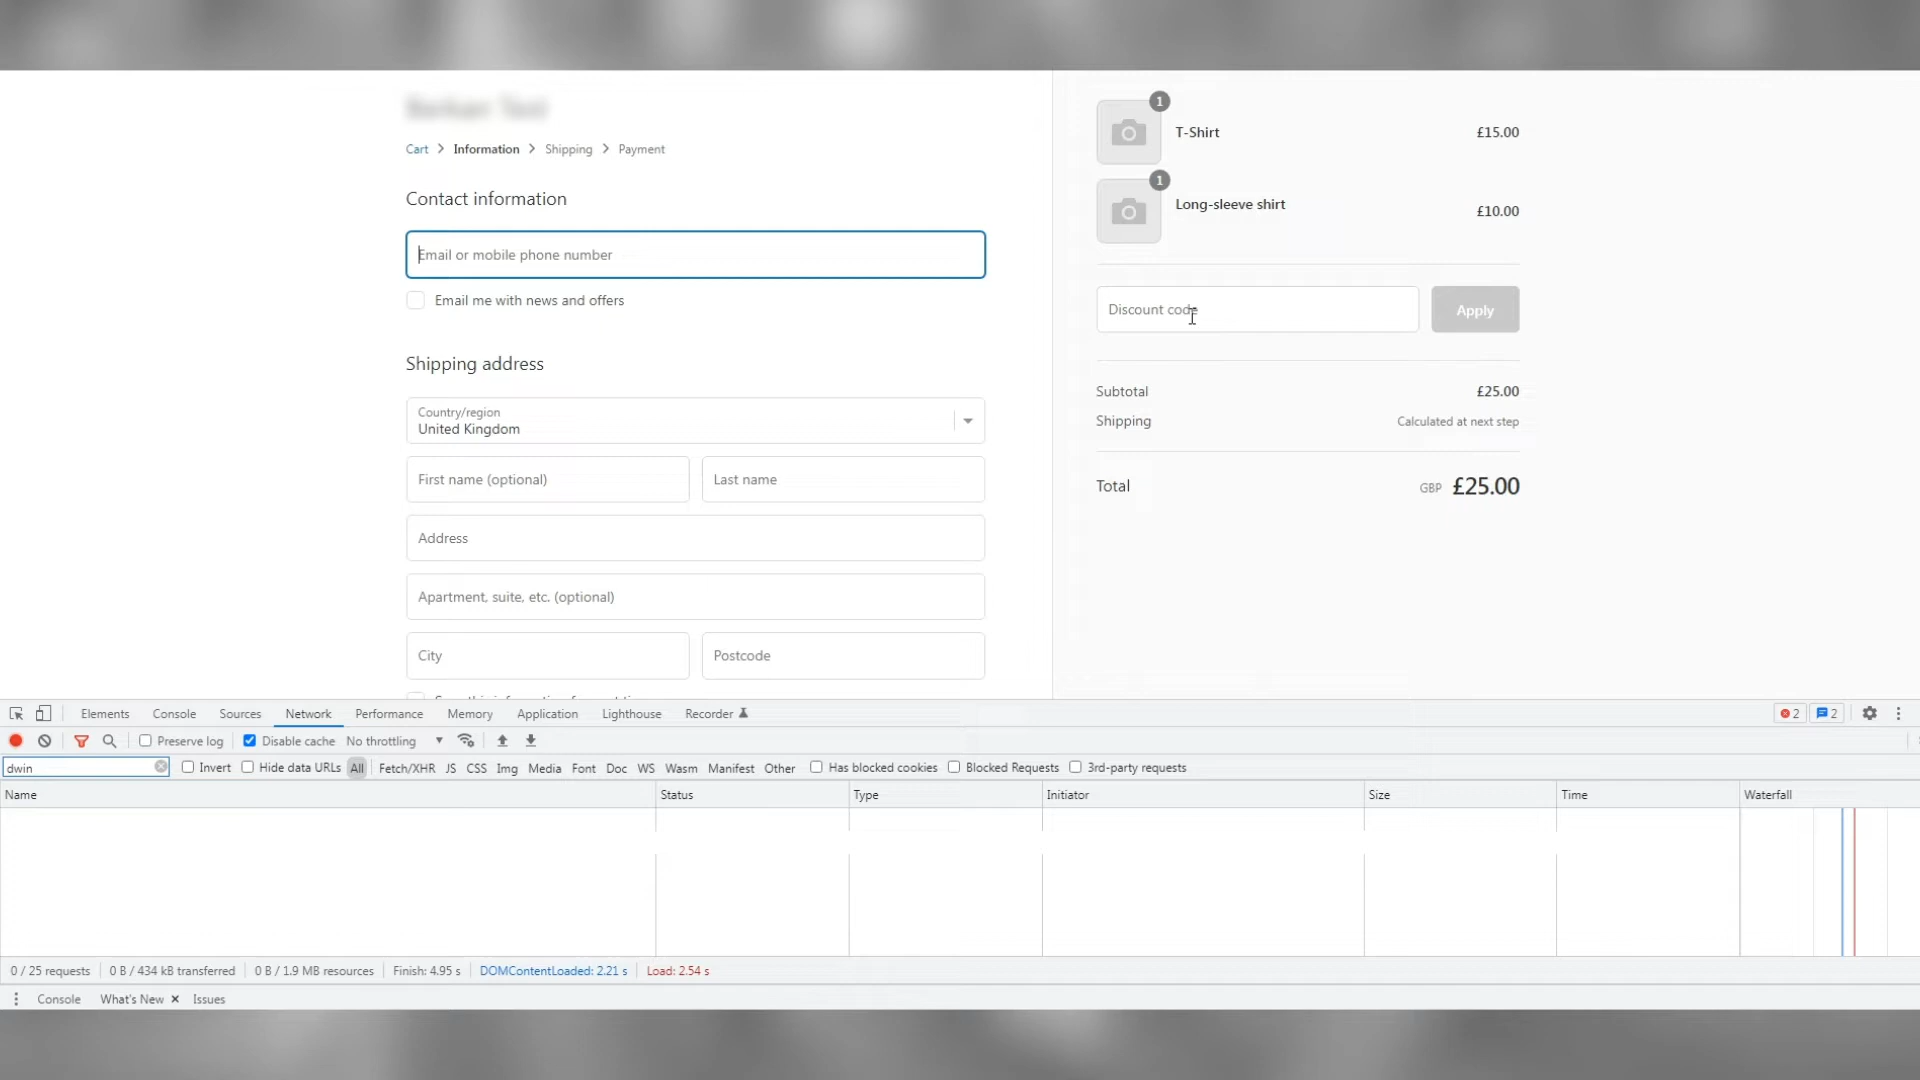 Cart > Information > Shipping > Payment
Contact information
Email or mobile phone number
Email me with news and offers
Shipping address
Country/region
United Kingdom
First name (optional)
Last name
Address
Apartment, suite, etc. (optional)
City
Postcode
1
T-Shirt
£15.00
1
Long-sleeve shirt
£10.00
Discount code
Apply
Subtotal
£25.00
Shipping
Calculated at next step
Total
GBP £25.00
Elements Console Sources Network Performance Memory Application Lighthouse Recorder 2 2
Preserve log Disable cache No throttling
dwin Invert Hide data URLs All Fetch/XHR JS CSS Img Media Font Doc WS Wasm Manifest Other Has blocked cookies Blocked Requests 3rd-party requests
Name Status Type Initiator Size Time Waterfall
0 / 25 requests 0 B / 434 kB transferred 0 B / 1.9 MB resources Finish: 4.95 s DOMContentLoaded: 2.21 s Load: 2.54 s
Console What's New × Issues